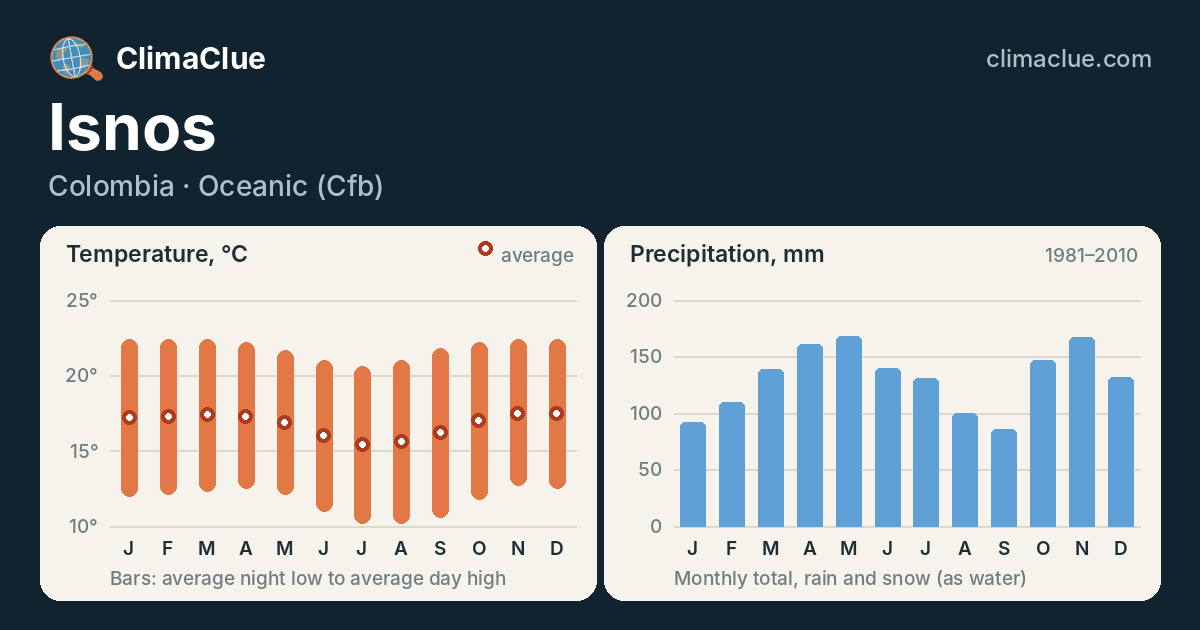 ClimaClue
climaclue.com
Isnos
Colombia · Oceanic (Cfb)
Temperature, °C
average
25°
20°
15°
10°
J F M A M J J A S O N D
Bars: average night low to average day high
Precipitation, mm
1981–2010
200
150
100
50
0
J F M A M J J A S O N D
Monthly total, rain and snow (as water)